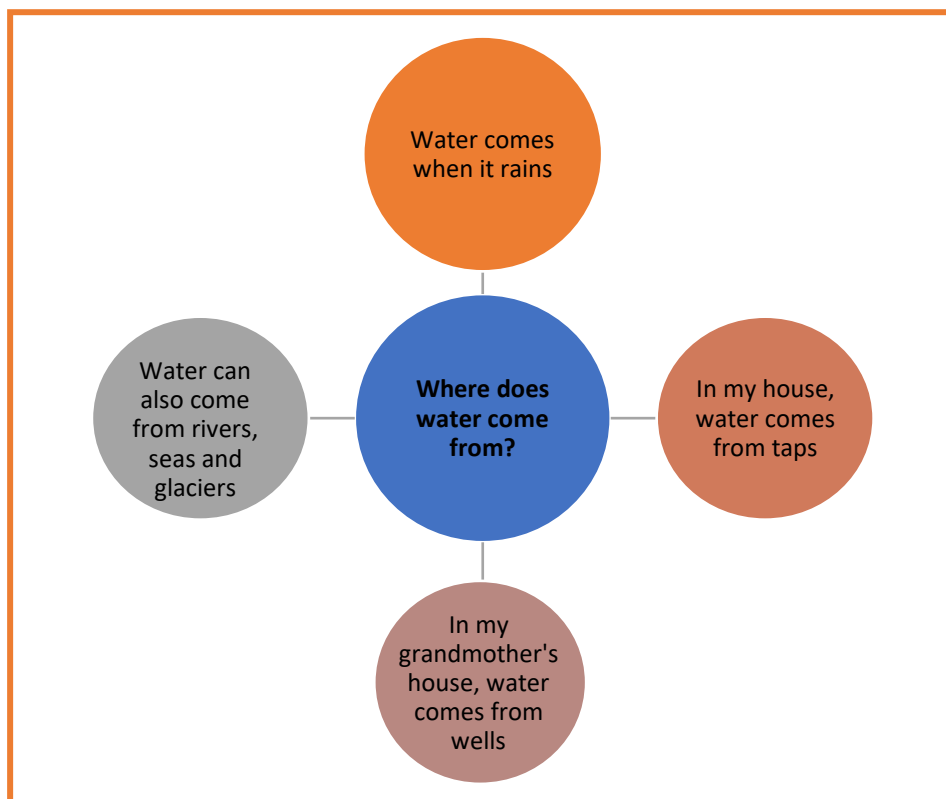 Water comes
when it rains
Water can
also come
from rivers,
seas and
glaciers
Where does
water come
from?
In my house,
water comes
from taps
In my
grandmother's
house, water
comes from
wells